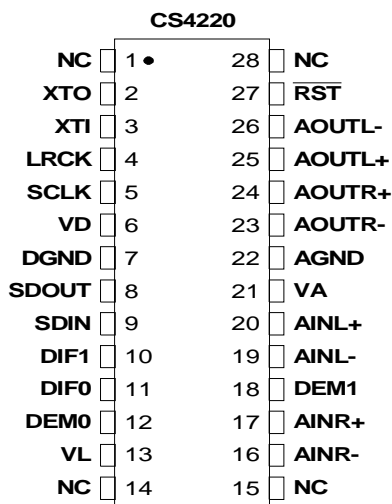 CS4220
NC 1 28 NC
XTO 2 27 RST
XTI 3 26 AOUTL-
LRCK 4 25 AOUTL+
SCLK 5 24 AOUTR+
VD 6 23 AOUTR-
DGND 7 22 AGND
SDOUT 8 21 VA
SDIN 9 20 AINL+
DIF1 10 19 AINL-
DIF0 11 18 DEM1
DEM0 12 17 AINR+
VL 13 16 AINR-
NC 14 15 NC